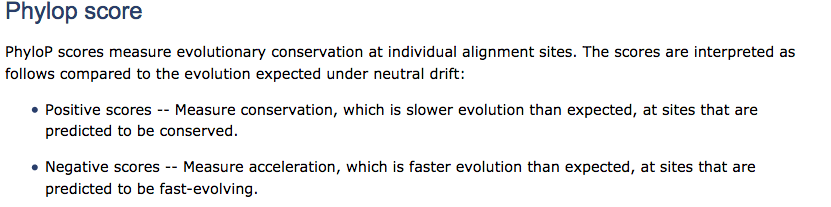 Phylop score
PhyloP scores measure evolutionary conservation at individual alignment sites. The scores are interpreted as
follows compared to the evolution expected under neutral drift:
• Positive scores -- Measure conservation, which is slower evolution than expected, at sites that are
predicted to be conserved.
• Negative scores -- Measure acceleration, which is faster evolution than expected, at sites that are
predicted to be fast-evolving.